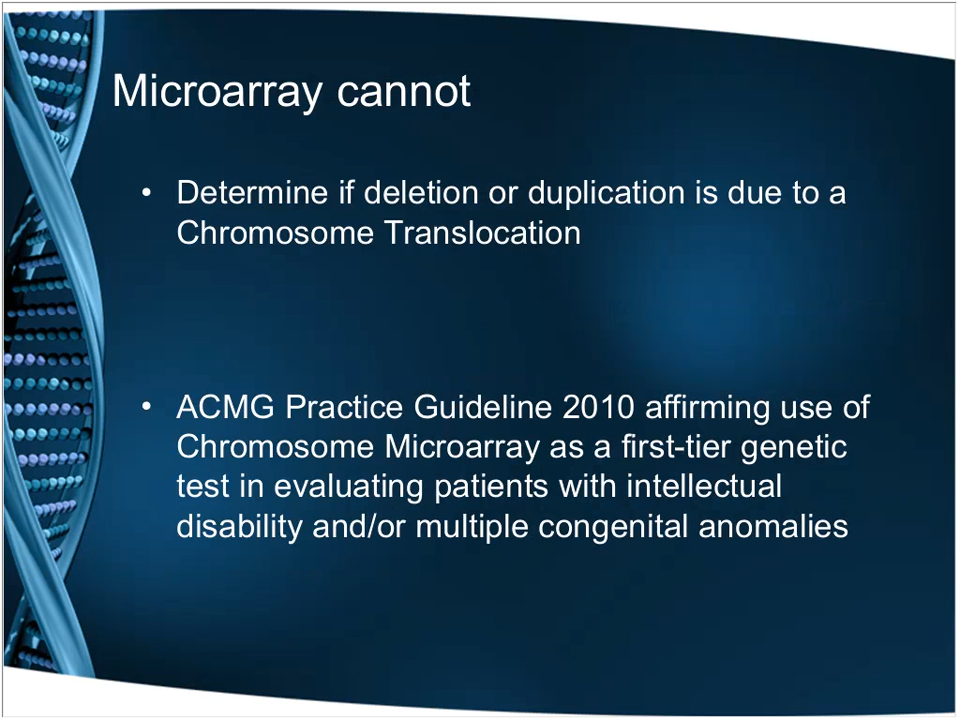 Microarray cannot
• Determine if deletion or duplication is due to a
Chromosome Translocation
• ACMG Practice Guideline 2010 affirming use of
Chromosome Microarray as a first-tier genetic
test in evaluating patients with intellectual
disability and/or multiple congenital anomalies